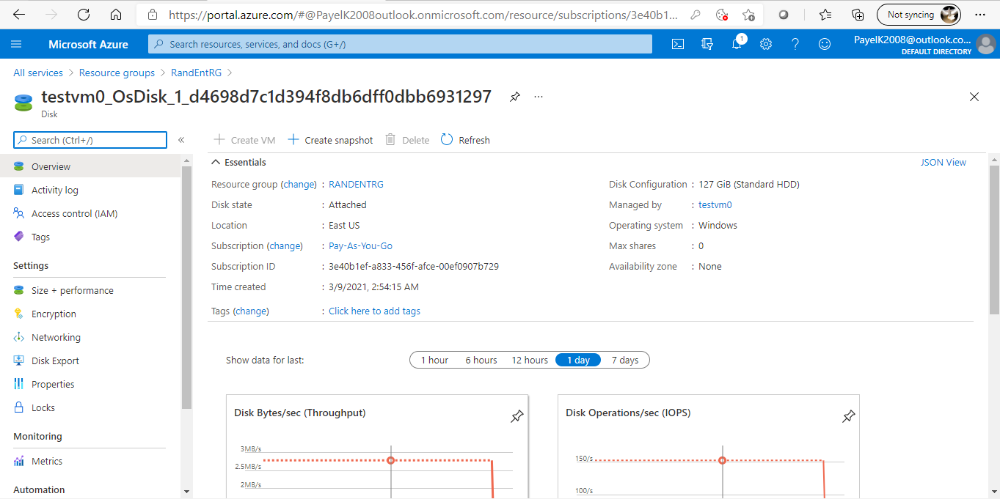 https://portal.azure.com/#@PayelK2008outlook.onmicrosoft.com/resource/subscriptions/3e40b1...
Not syncing
Microsoft Azure
Search resources, services, and docs (G+/)
1
PayelK2008@outlook.co...
DEFAULT DIRECTORY
All services > Resource groups > RandEntRG >
testvm0_OsDisk_1_d4698d7c1d394f8db6dff0dbb6931297
Disk
Search (Ctrl+/)
Create VM
Create snapshot
Delete
Refresh
Overview
Activity log
Access control (IAM)
Tags
Settings
Size + performance
Encryption
Networking
Disk Export
Properties
Locks
Monitoring
Metrics
Automation
Essentials
JSON View
Resource group (change) : RANDENTRG
Disk state : Attached
Location : East US
Subscription (change) : Pay-As-You-Go
Subscription ID : 3e40b1ef-a833-456f-afce-00ef0907b729
Time created : 3/9/2021, 2:54:15 AM
Tags (change) : Click here to add tags
Disk Configuration : 127 GiB (Standard HDD)
Managed by : testvm0
Operating system : Windows
Max shares : 0
Availability zone : None
Show data for last:
1 hour
6 hours
12 hours
1 day
7 days
Disk Bytes/sec (Throughput)
3MB/s
2.5MB/s
2MB/s
Disk Operations/sec (IOPS)
150/s
100/s